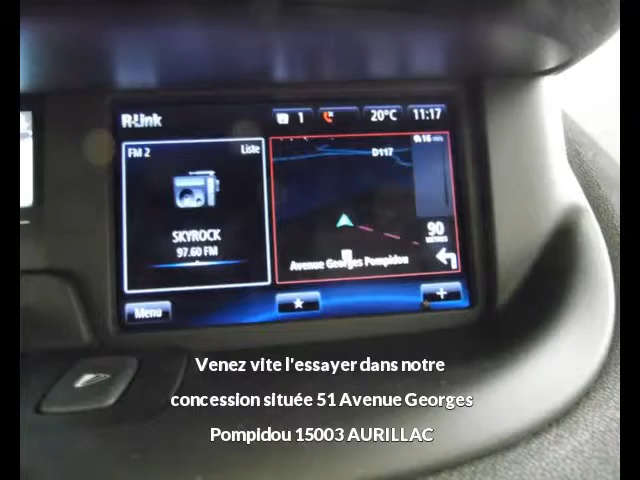 R-Link
1
20°C
11:17
FM 2
Liste
D117
SKYROCK
97.60 FM
90
Avenue Georges Pompidou
Menu
Venez vite l'essayer dans notre
concession située 51 Avenue Georges
Pompidou 15003 AURILLAC